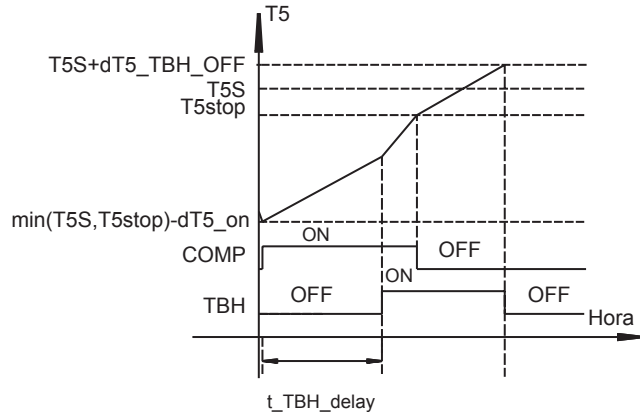 T5
T5S+dT5_TBH_OFF
T5S
T5stop
min(T5S,T5stop)-dT5_on
ON
COMP
OFF
ON
TBH
OFF
OFF
Hora
t_TBH_delay